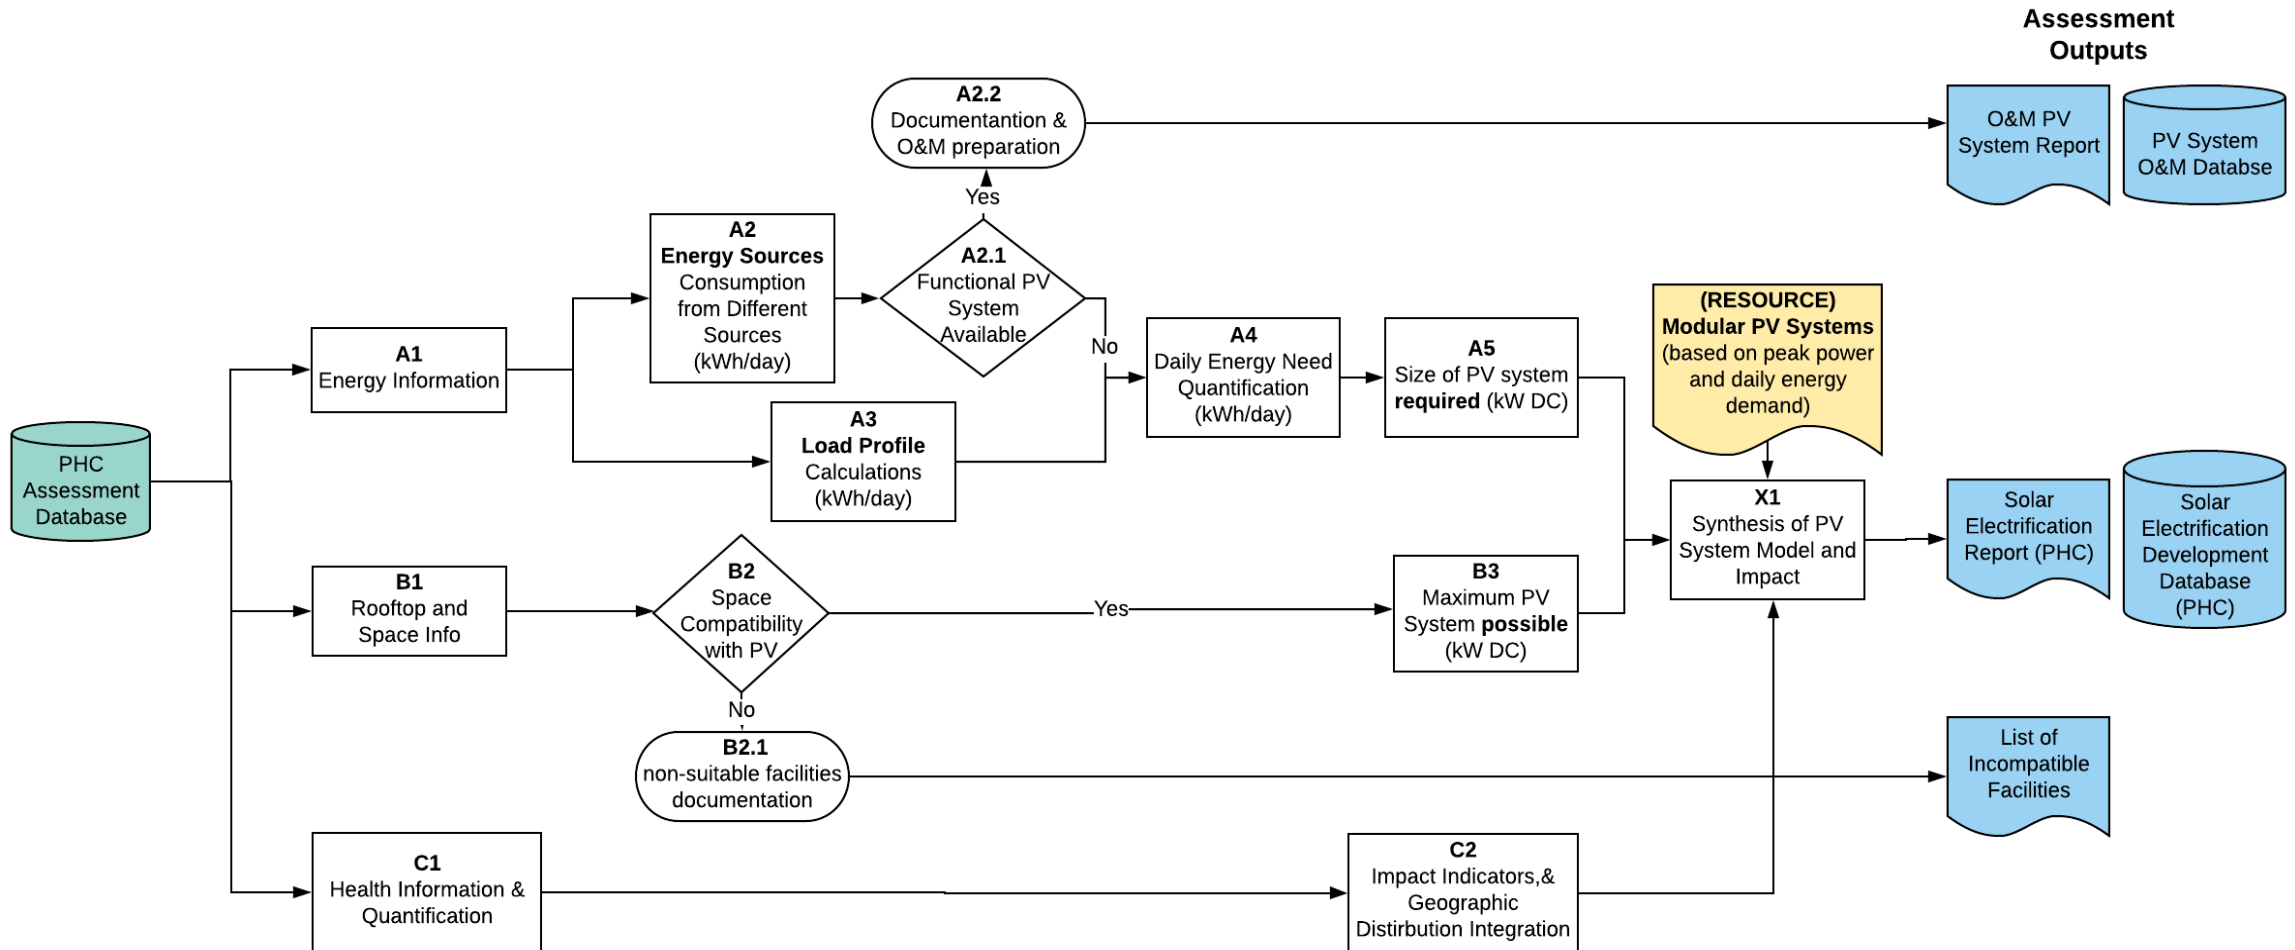 Assessment
Outputs
A2.2
Documentantion &
O&M preparation
O&M PV
System Report
PV System
O&M Databse
Yes
A2
Energy Sources
Consumption
from Different
Sources
(kWh/day)
A2.1
Functional PV
System
Available
No
(RESOURCE)
Modular PV Systems
(based on peak power
and daily energy
demand)
A1
Energy Information
A4
Daily Energy Need
Quantification
(kWh/day)
A5
Size of PV system
required (kW DC)
A3
Load Profile
Calculations
(kWh/day)
PHC
Assessment
Database
X1
Synthesis of PV
System Model and
Impact
Solar
Electrification
Report (PHC)
Solar
Electrification
Development
Database
(PHC)
B1
Rooftop and
Space Info
B2
Space
Compatibility
with PV
Yes
B3
Maximum PV
System possible
(kW DC)
No
B2.1
non-suitable facilities
documentation
List of
Incompatible
Facilities
C1
Health Information &
Quantification
C2
Impact Indicators,&
Geographic
Distirbution Integration